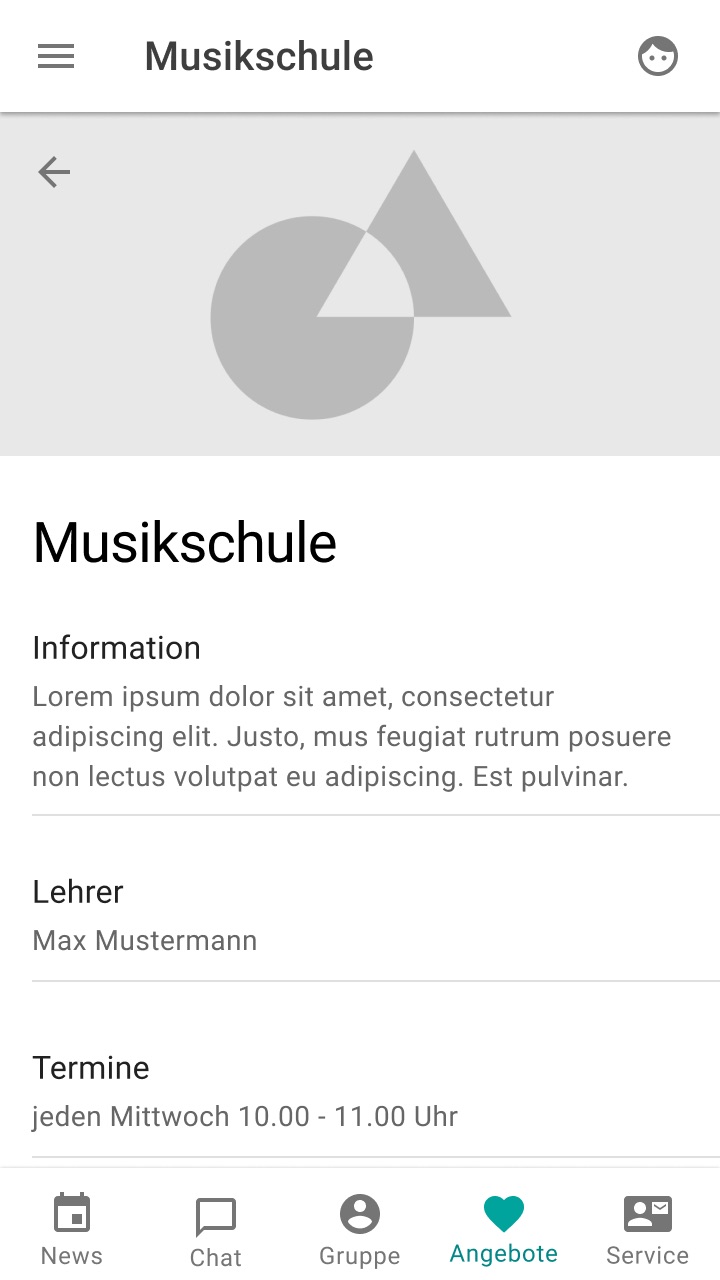 Musikschule
Musikschule
Information
Lorem ipsum dolor sit amet, consectetur
adipiscing elit. Justo, mus feugiat rutrum posuere
non lectus volutpat eu adipiscing. Est pulvinar.
Lehrer
Max Mustermann
Termine
jeden Mittwoch 10.00 - 11.00 Uhr
News
Chat
Gruppe
Angebote
Service